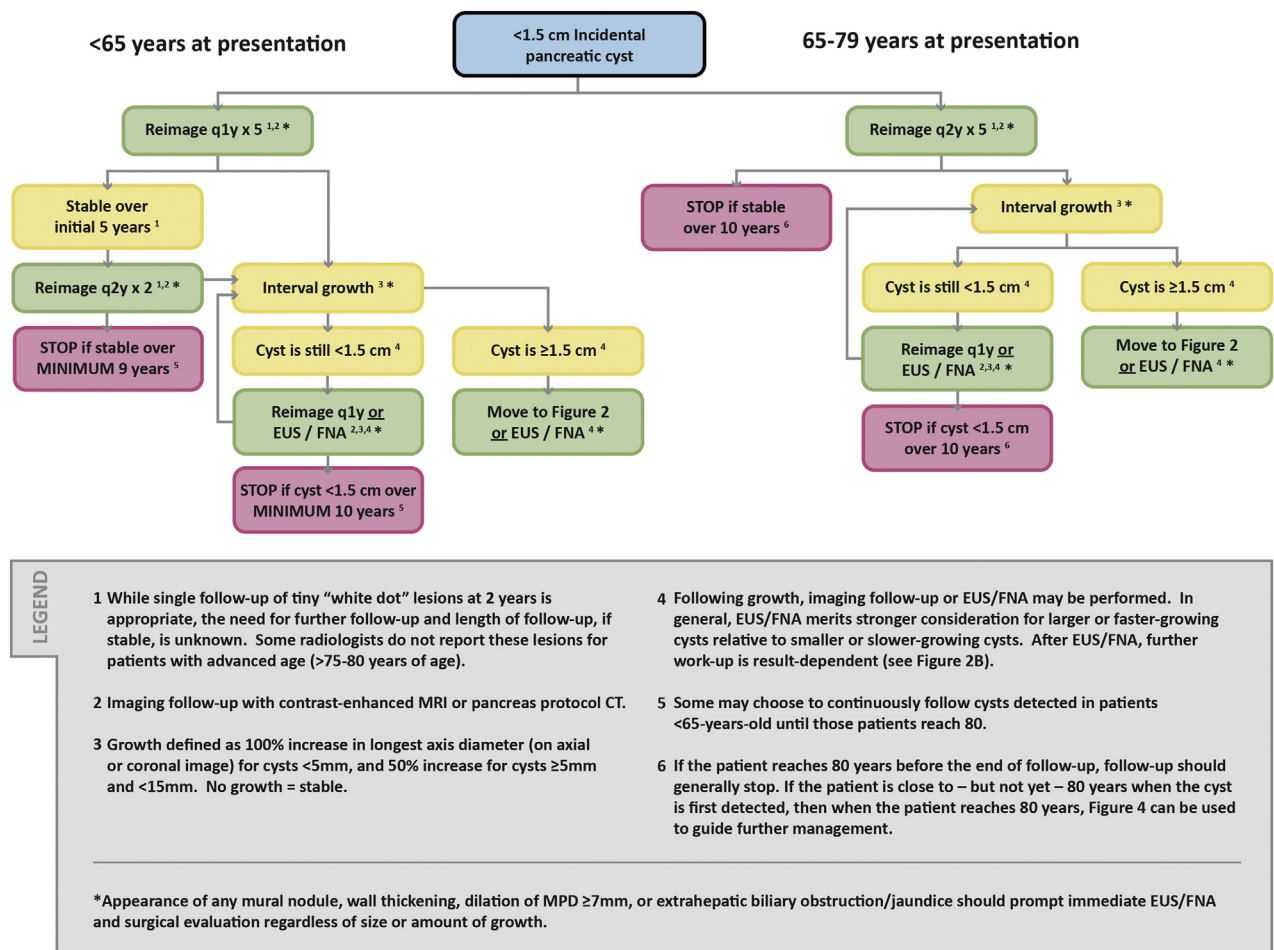 <65 years at presentation
<1.5 cm Incidental
pancreatic cyst
65-79 years at presentation
Reimage q1y x 5 1,2 *
Reimage q2y x 5 1,2 *
Stable over
initial 5 years 1
STOP if stable
over 10 years 6
Interval growth 3 *
Reimage q2y x 2 1,2 *
Interval growth 3 *
Cyst is still <1.5 cm 4
Cyst is ≥1.5 cm 4
STOP if stable over
MINIMUM 9 years 5
Cyst is still <1.5 cm 4
Cyst is ≥1.5 cm 4
Reimage q1y or
EUS / FNA 2,3,4 *
Move to Figure 2
or EUS / FNA 4 *
Reimage q1y or
EUS / FNA 2,3,4 *
Move to Figure 2
or EUS / FNA 4 *
STOP if cyst <1.5 cm
over 10 years 6
STOP if cyst <1.5 cm over
MINIMUM 10 years 5
LEGEND
1 While single follow-up of tiny “white dot” lesions at 2 years is
appropriate, the need for further follow-up and length of follow-up, if
stable, is unknown. Some radiologists do not report these lesions for
patients with advanced age (>75-80 years of age).
2 Imaging follow-up with contrast-enhanced MRI or pancreas protocol CT.
3 Growth defined as 100% increase in longest axis diameter (on axial
or coronal image) for cysts <5mm, and 50% increase for cysts ≥5mm
and <15mm. No growth = stable.
4 Following growth, imaging follow-up or EUS/FNA may be performed. In
general, EUS/FNA merits stronger consideration for larger or faster-growing
cysts relative to smaller or slower-growing cysts. After EUS/FNA, further
work-up is result-dependent (see Figure 2B).
5 Some may choose to continuously follow cysts detected in patients
<65-years-old until those patients reach 80.
6 If the patient reaches 80 years before the end of follow-up, follow-up should
generally stop. If the patient is close to – but not yet – 80 years when the cyst
is first detected, then when the patient reaches 80 years, Figure 4 can be used
to guide further management.
*Appearance of any mural nodule, wall thickening, dilation of MPD ≥7mm, or extrahepatic biliary obstruction/jaundice should prompt immediate EUS/FNA
and surgical evaluation regardless of size or amount of growth.